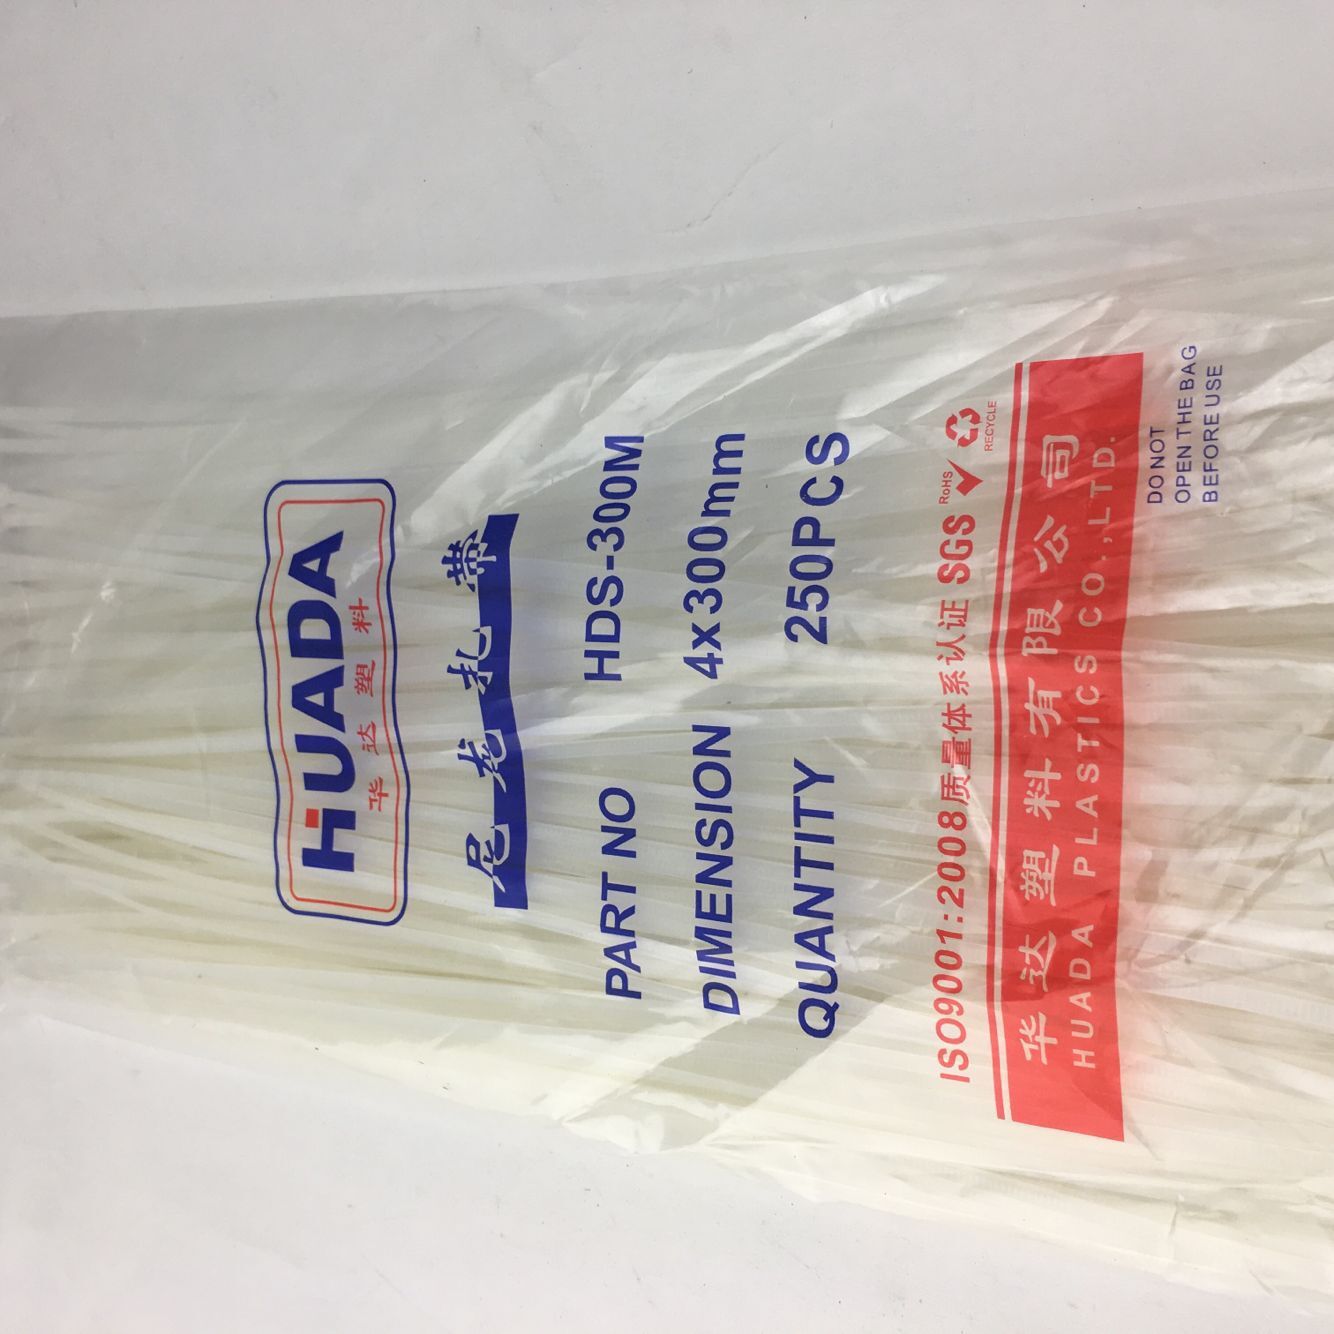 HUADA
华达塑料
尼龙扎带
PART NO HDS-300M
DIMENSION 4x300mm
QUANTITY 250PCS
ISO9001:2008质量体系认证 SGS RoHS
RECYCLE
华达塑料有限公司
HUADA PLASTICS CO.,LTD.
DO NOT
OPEN THE BAG
BEFORE USE